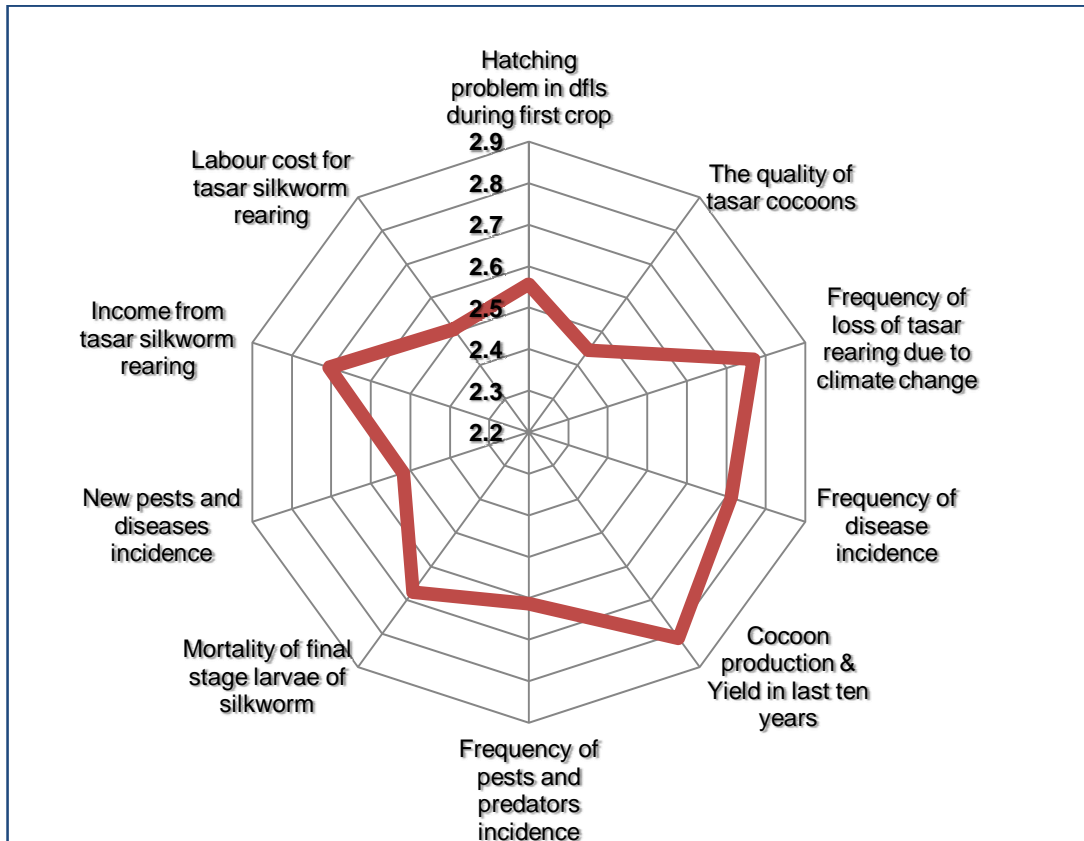 Hatching
problem in dfls
during first crop
2.9
2.8
2.7
2.6
2.5
2.4
2.3
2.2
The quality of
tasar cocoons
Frequency of
loss of tasar
rearing due to
climate change
Frequency of
disease
incidence
Cocoon
production &
Yield in last ten
years
Frequency of
pests and
predators
incidence
Mortality of final
stage larvae of
silkworm
New pests and
diseases
incidence
Income from
tasar silkworm
rearing
Labour cost for
tasar silkworm
rearing